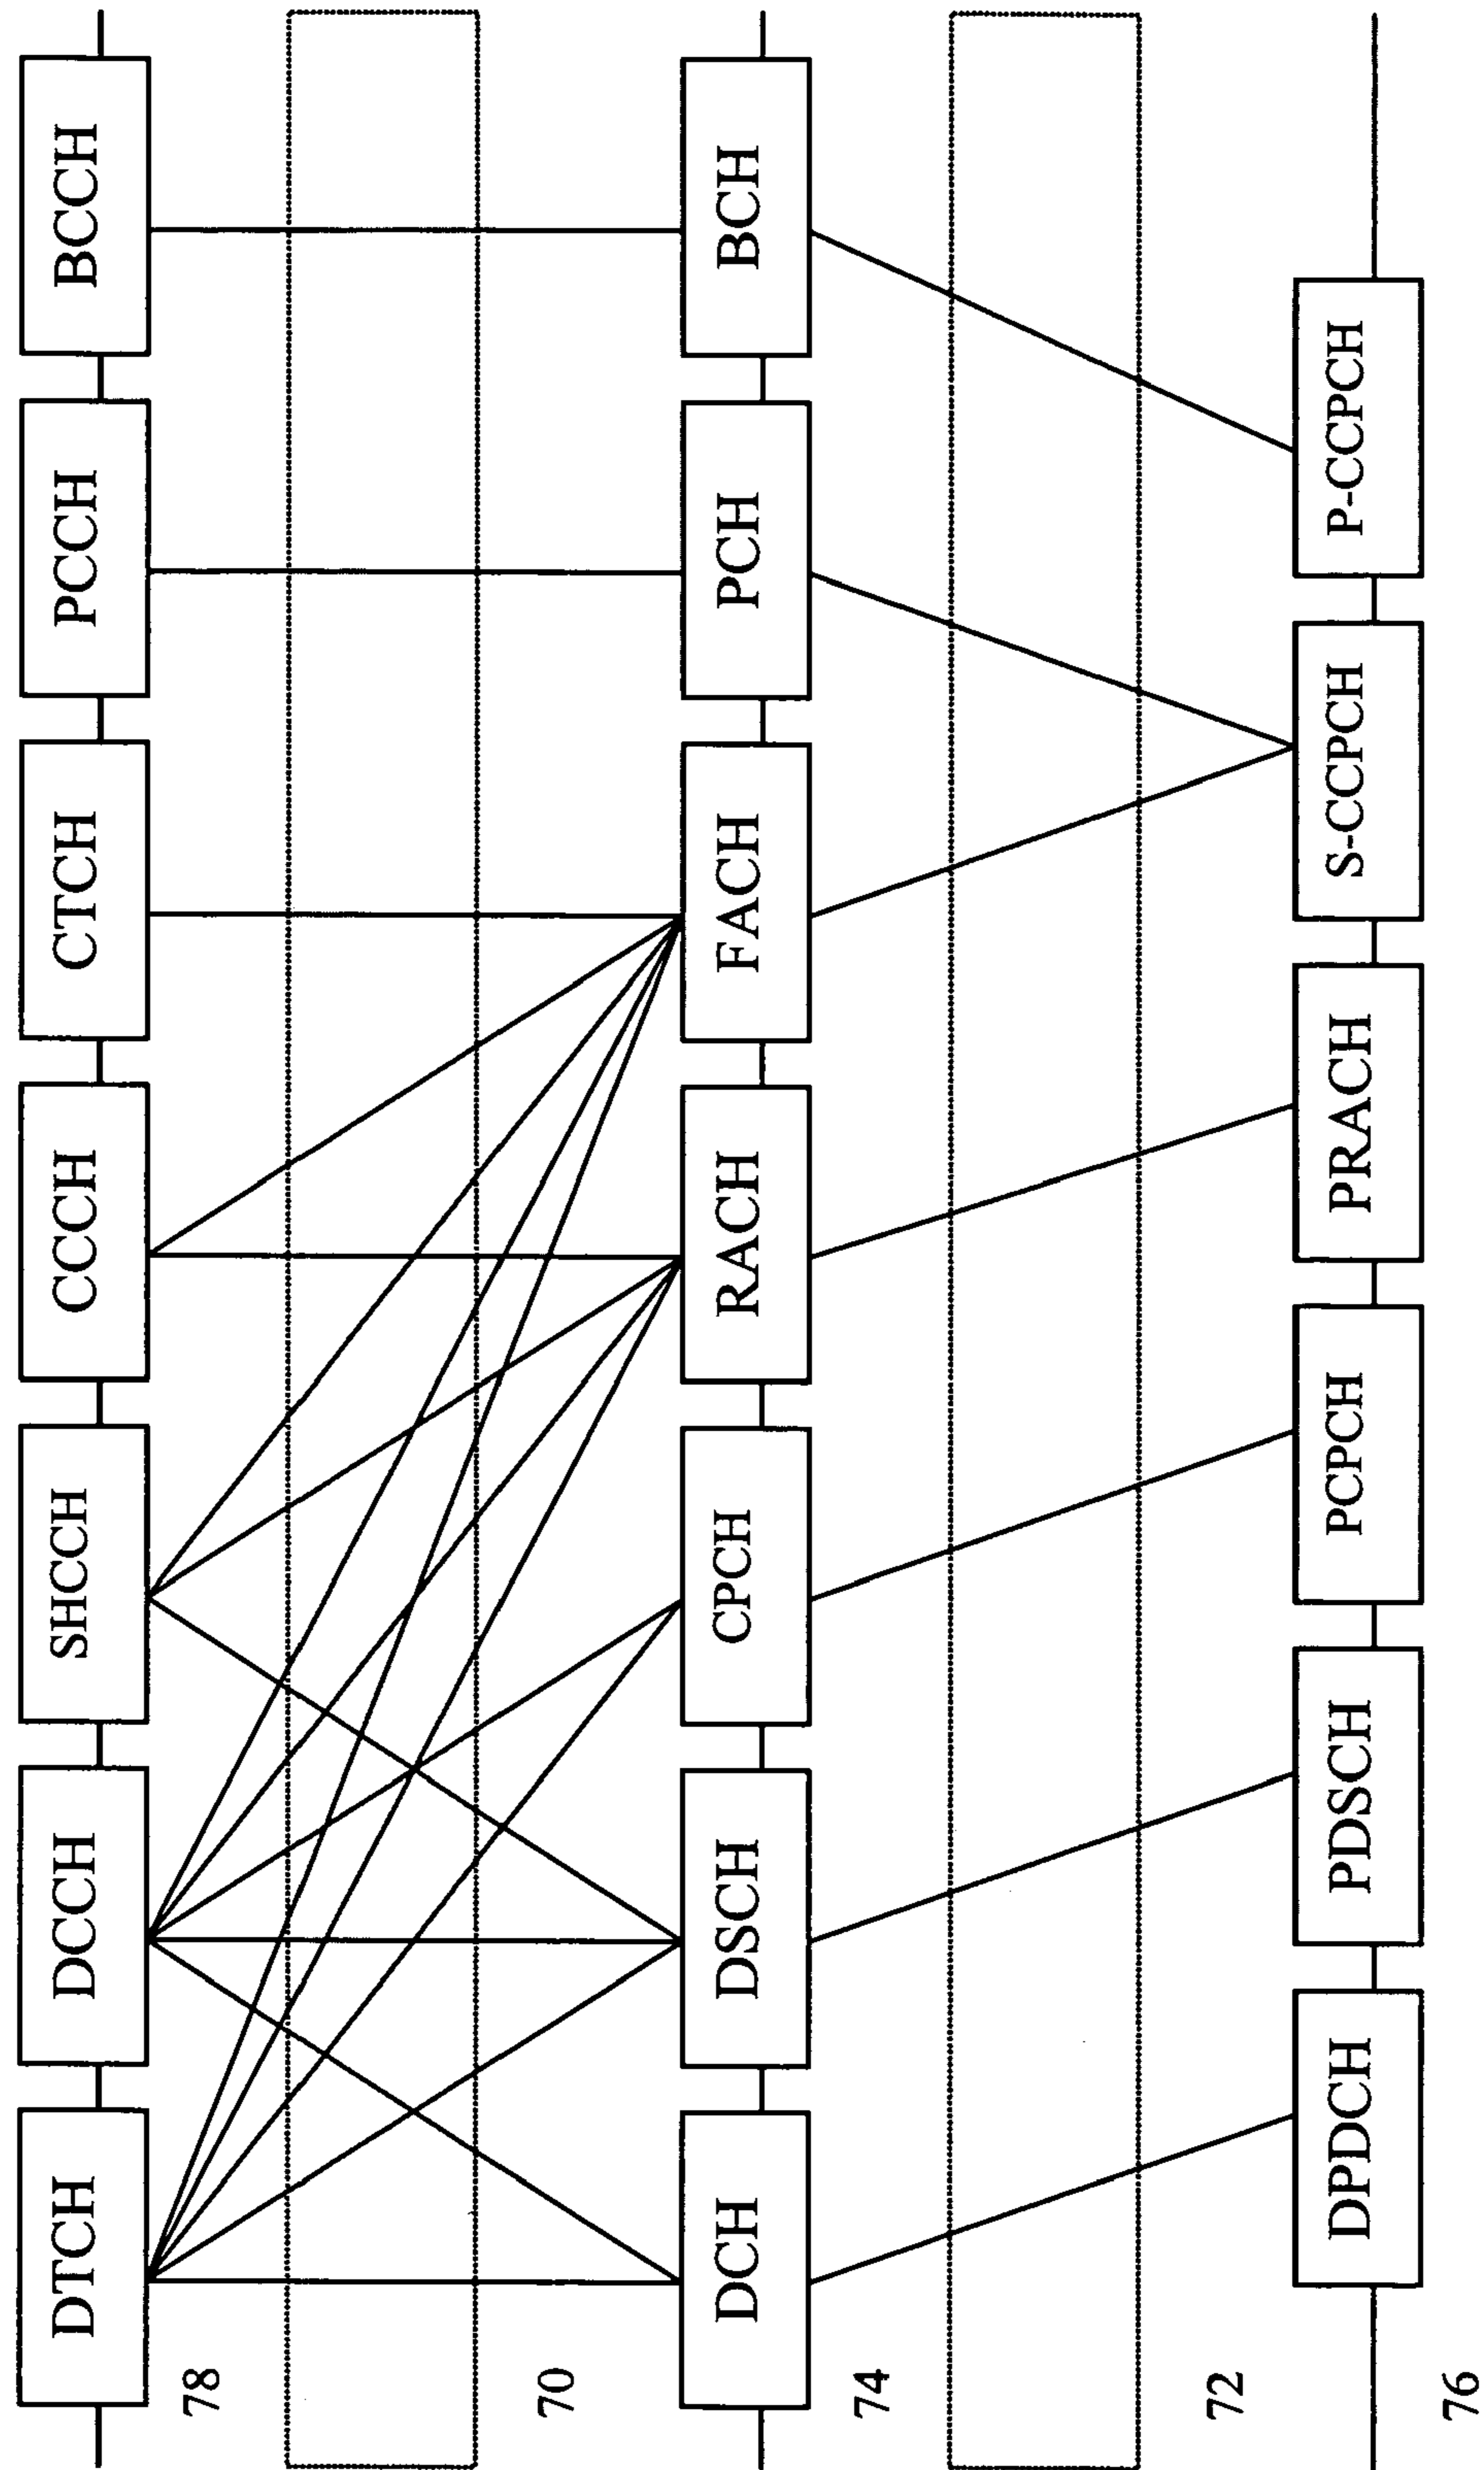 DTCH
DCCH
SHCCH
CCCH
CTCH
PCCH
BCCH
78
70
DCH
DSCH
CPCH
RACH
FACH
PCH
BCH
74
72
DPDCH
PDSCH
PCPCH
PRACH
S-CCPCH
P-CCPCH
76